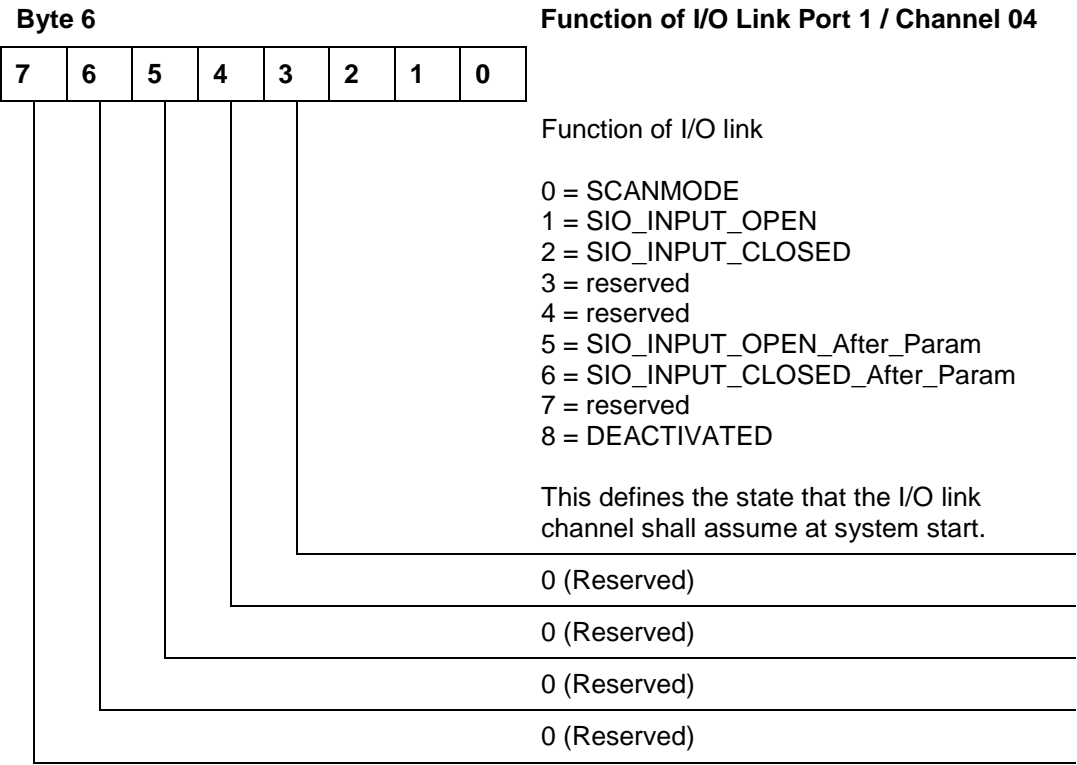 Byte 6
Function of I/O Link Port 1 / Channel 04
7 6 5 4 3 2 1 0
Function of I/O link
0 = SCANMODE
1 = SIO_INPUT_OPEN
2 = SIO_INPUT_CLOSED
3 = reserved
4 = reserved
5 = SIO_INPUT_OPEN_After_Param
6 = SIO_INPUT_CLOSED_After_Param
7 = reserved
8 = DEACTIVATED
This defines the state that the I/O link
channel shall assume at system start.
0 (Reserved)
0 (Reserved)
0 (Reserved)
0 (Reserved)